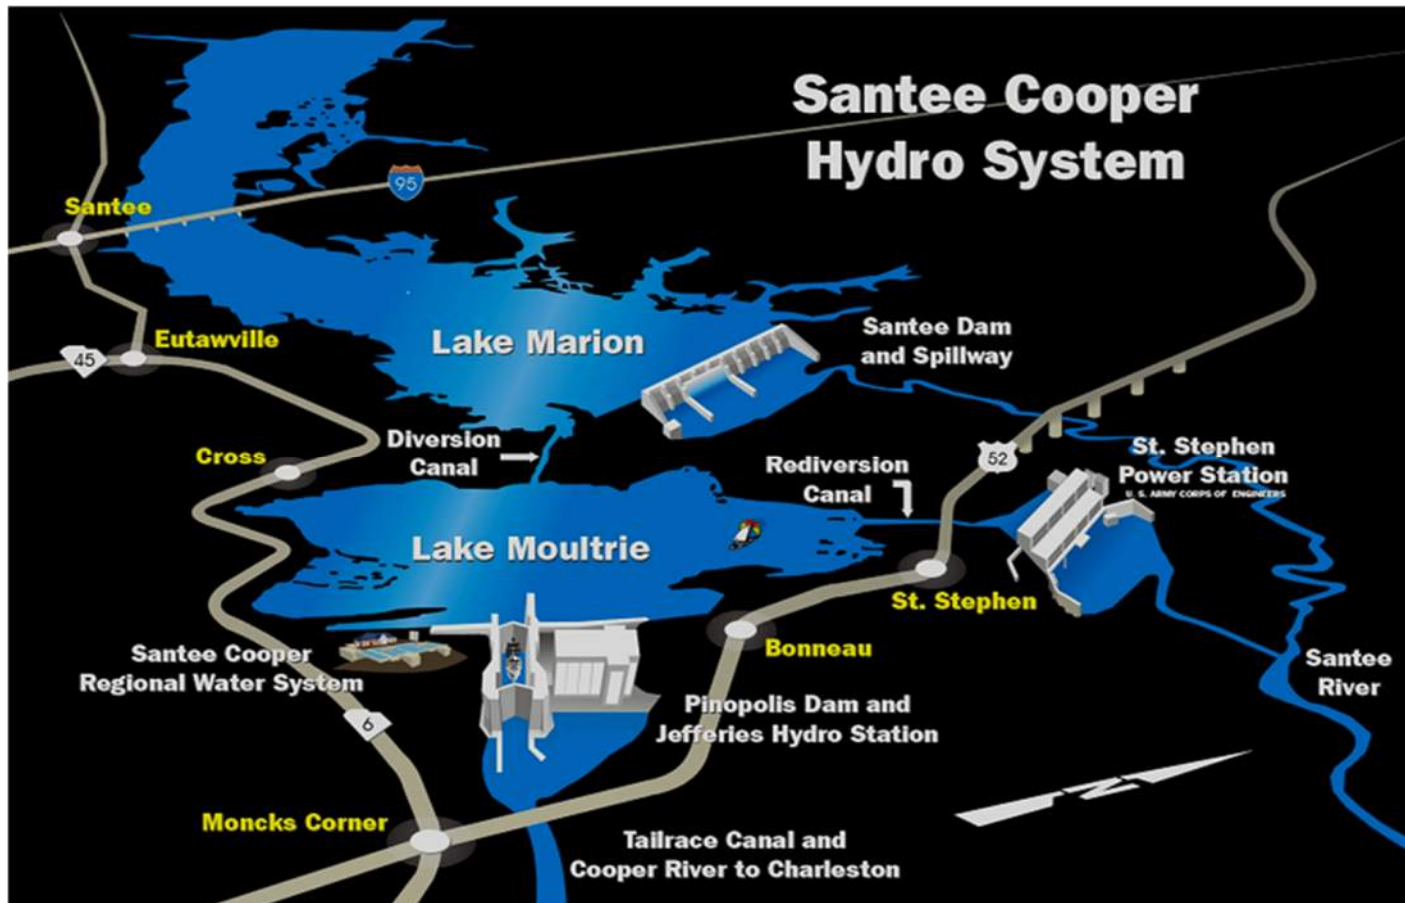 Santee Cooper
Hydro System
95
Santee
Eutawville
45
Lake Marion
Santee Dam
and Spillway
Diversion
Canal
Cross
Rediversion
Canal
52
St. Stephen
Power Station
U. S. ARMY CORPS OF ENGINEERS
Lake Moultrie
St. Stephen
Bonneau
Santee Cooper
Regional Water System
Santee
River
Pinopolis Dam and
Jefferies Hydro Station
6
N
Moncks Corner
Tailrace Canal and
Cooper River to Charleston